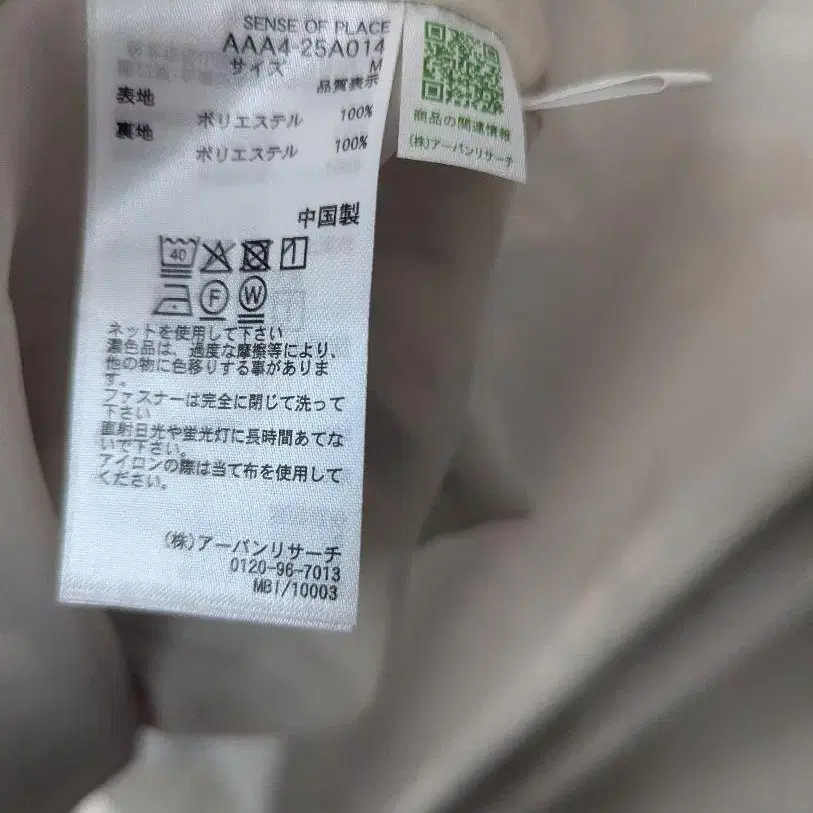 SENSE OF PLACE
AAA4-25A014
サイズ M
品質表示
表地 ポリエステル 100%
裏地 ポリエステル 100%
中国製
40
F W
ネットを使用して下さい
濃色品は、過度な摩擦等により、
他の物に色移りする事がありま
す。
ファスナーは完全に閉じて洗って
下さい
直射日光や蛍光灯に長時間あてな
いで下さい。
アイロンの際は当て布を使用して
ください。
(株)アーバンリサーチ
0120-96-7013
MBI/10003
商品の関連情報
(株)アーバンリサーチ